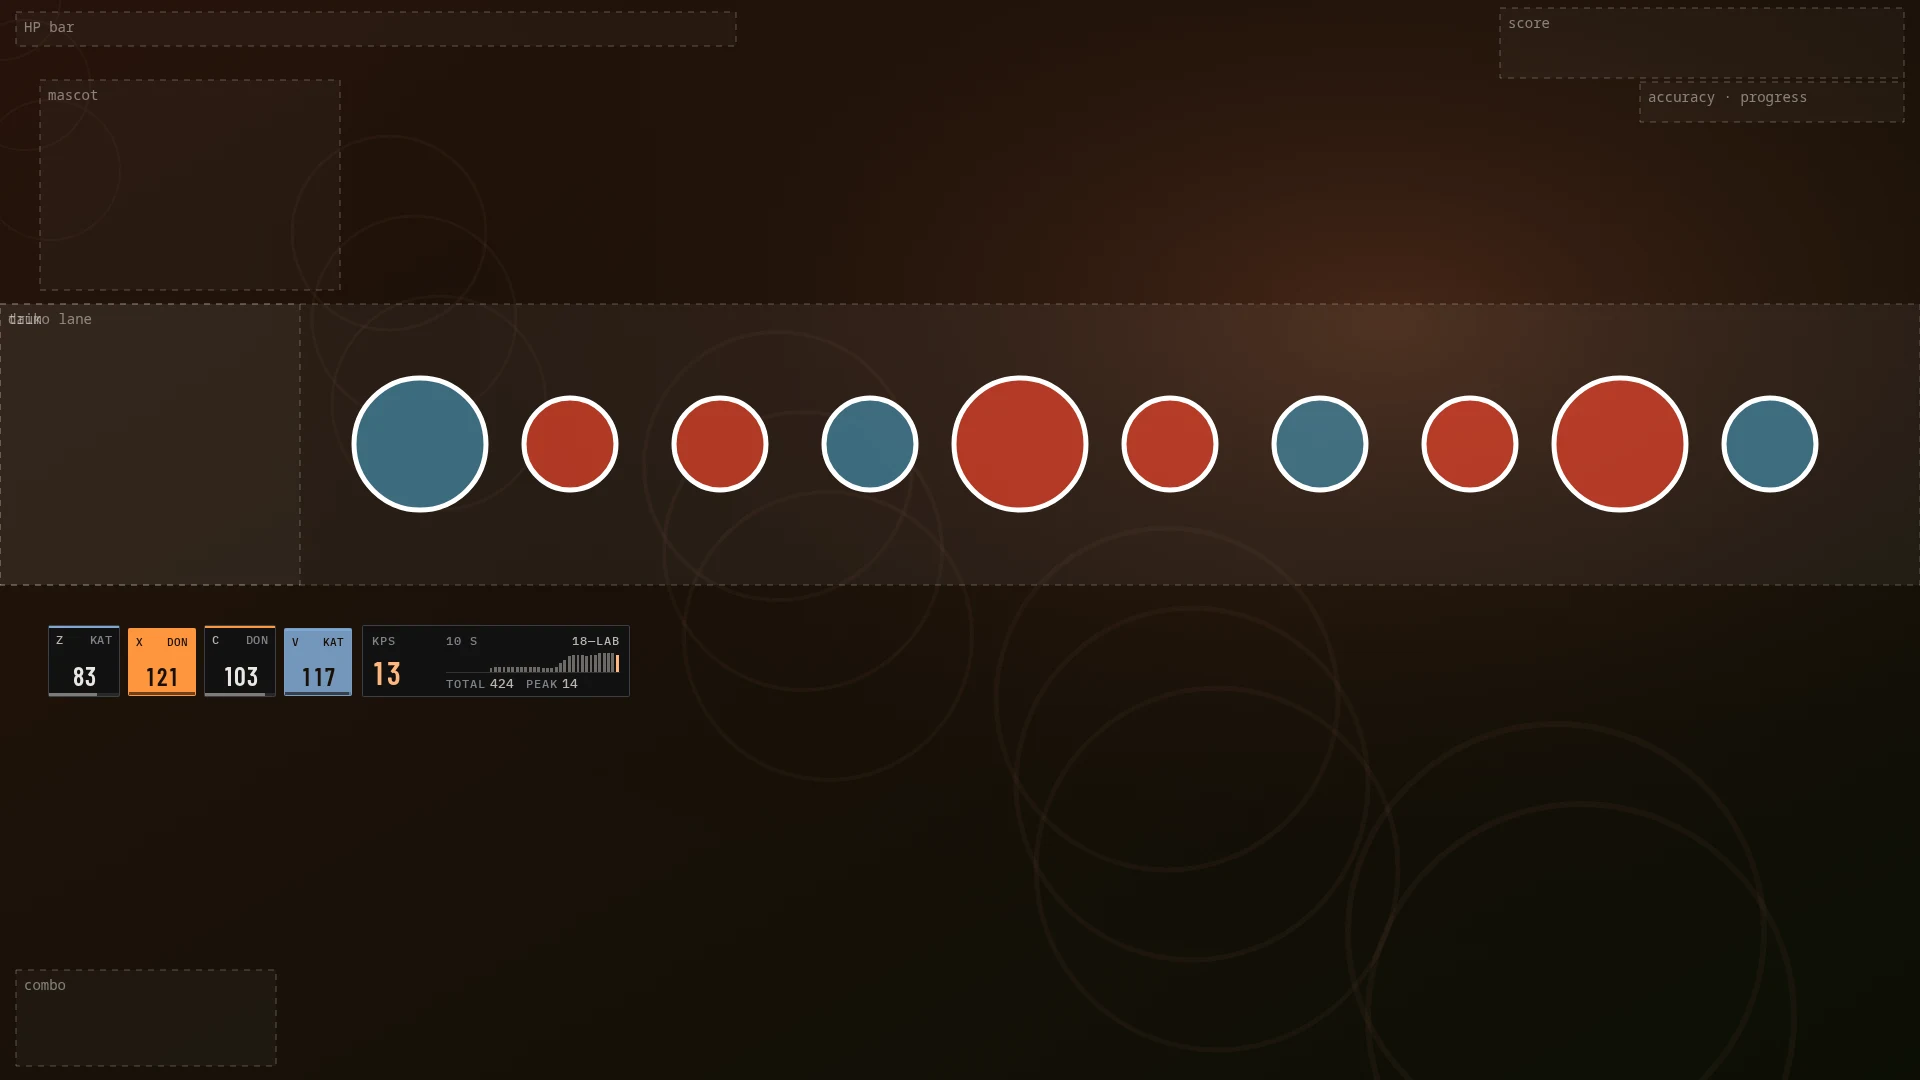 HP bar
score
mascot
accuracy · progress
taiko lane
Z KAT
83
X DON
121
C DON
103
V KAT
117
KPS
13
10 S
18—LAB
TOTAL 424 PEAK 14
combo